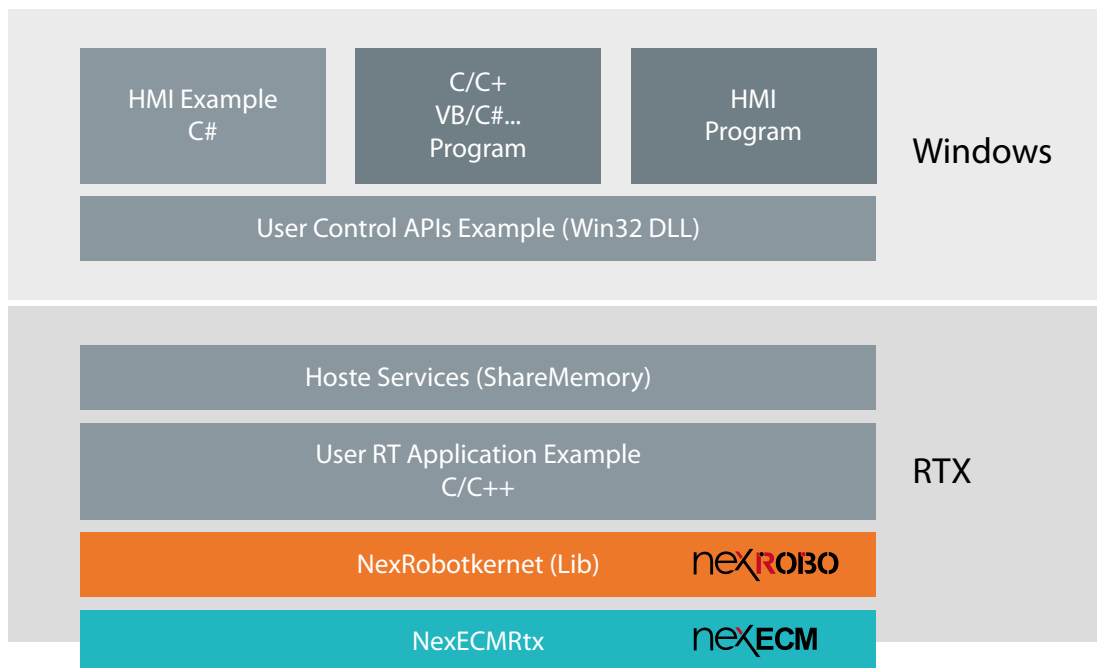 HMI Example
C#
C/C+
VB/C#...
Program
HMI
Program
Windows
User Control APIs Example (Win32 DLL)
Hoste Services (ShareMemory)
User RT Application Example
C/C++
RTX
NexRobotkernet (Lib)
neXROBO
NexECMRtx
neXECM